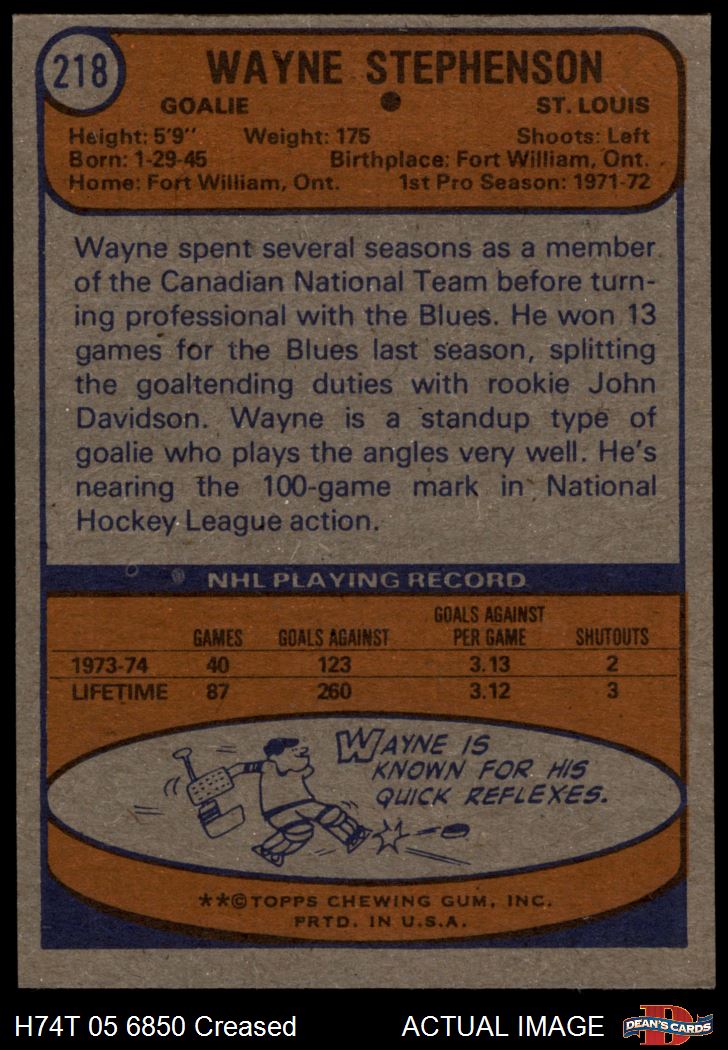 218
WAYNE STEPHENSON
GOALIE ST. LOUIS
Height: 5'9" Weight: 175 Shoots: Left
Born: 1-29-45 Birthplace: Fort William, Ont.
Home: Fort William, Ont. 1st Pro Season: 1971-72
Wayne spent several seasons as a member
of the Canadian National Team before turn-
ing professional with the Blues. He won 13
games for the Blues last season, splitting
the goaltending duties with rookie John
Davidson. Wayne is a standup type of
goalie who plays the angles very well. He's
nearing the 100-game mark in National
Hockey League action.
NHL PLAYING RECORD
GAMES GOALS AGAINST GOALS AGAINST PER GAME SHUTOUTS
1973-74 40 123 3.13 2
LIFETIME 87 260 3.12 3
WAYNE IS
KNOWN FOR HIS
QUICK REFLEXES.
**©TOPPS CHEWING GUM, INC.
PRTD. IN U.S.A.
H74T 05 6850 Creased ACTUAL IMAGE
D
DEAN'S CARDS